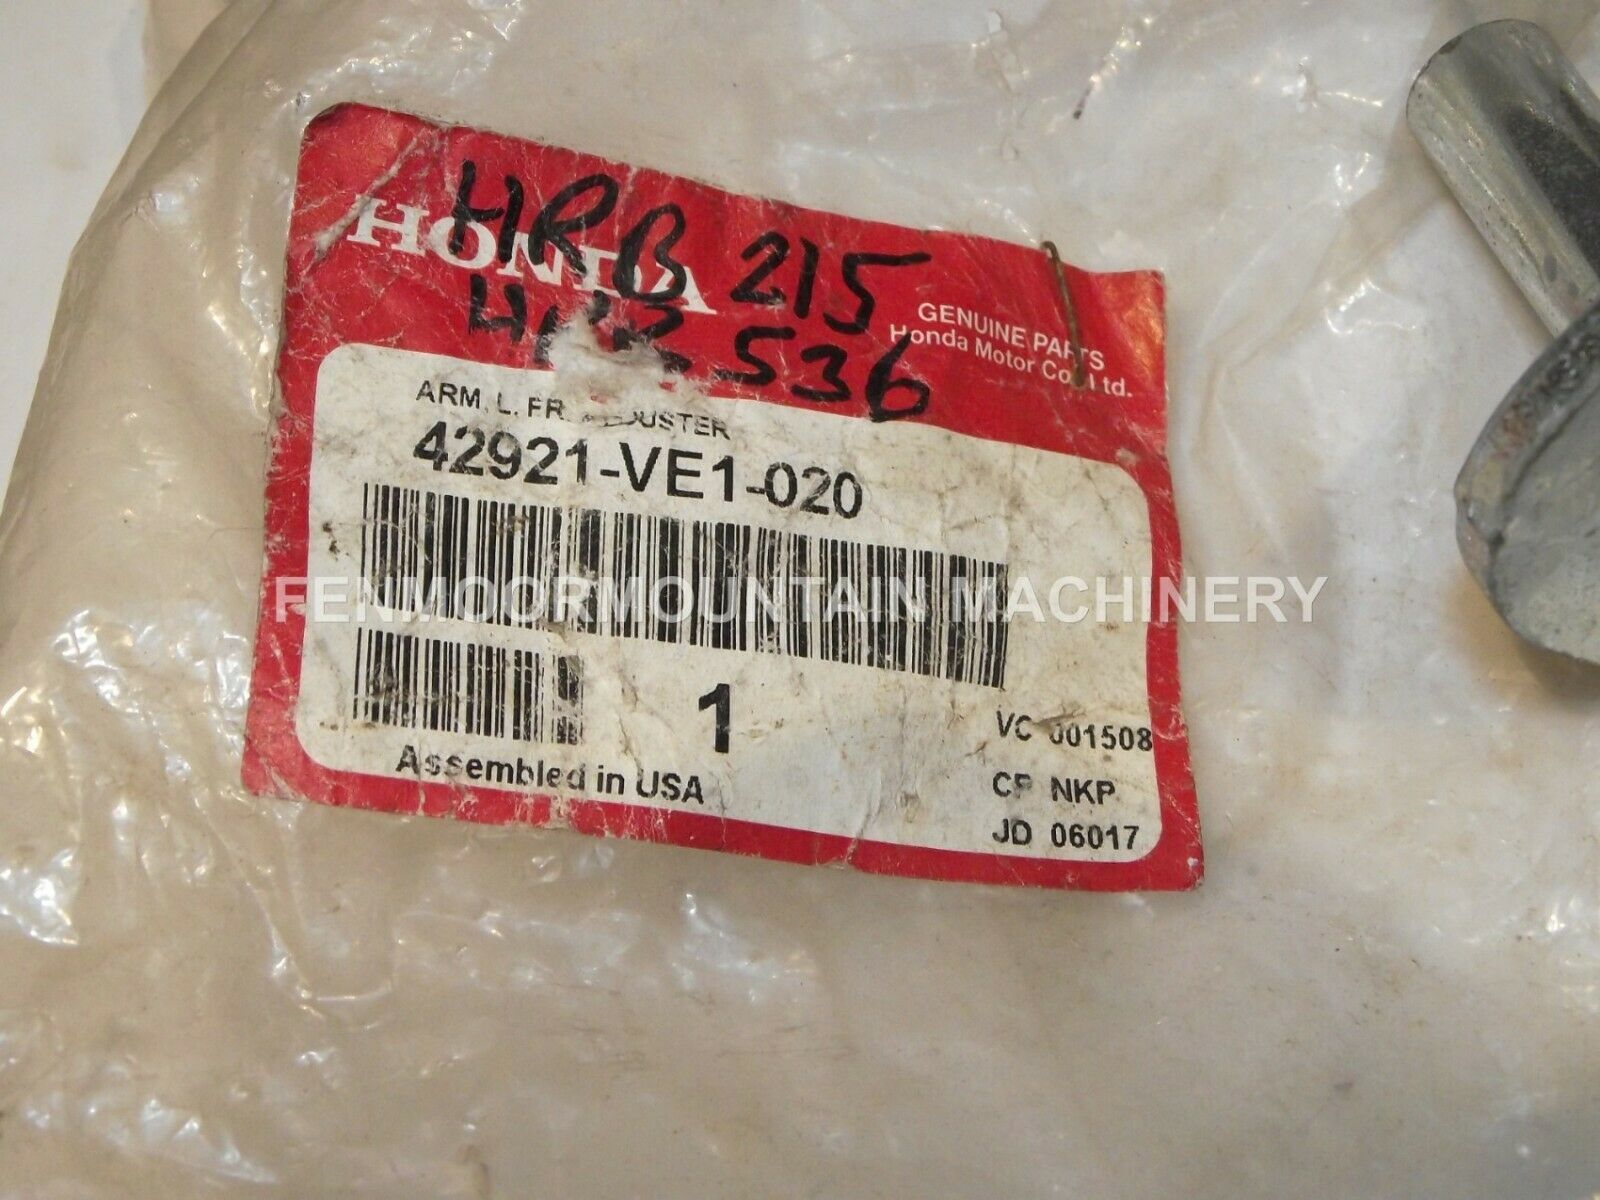 HONDA
HRB 215
536
GENUINE PARTS
Honda Motor Co., Ltd.
ARM, L. FR.
42921-VE1-020
FENMOORMOUNTAIN MACHINERY
1
Assembled in USA
VC 001508
CP NKP
JD 06017